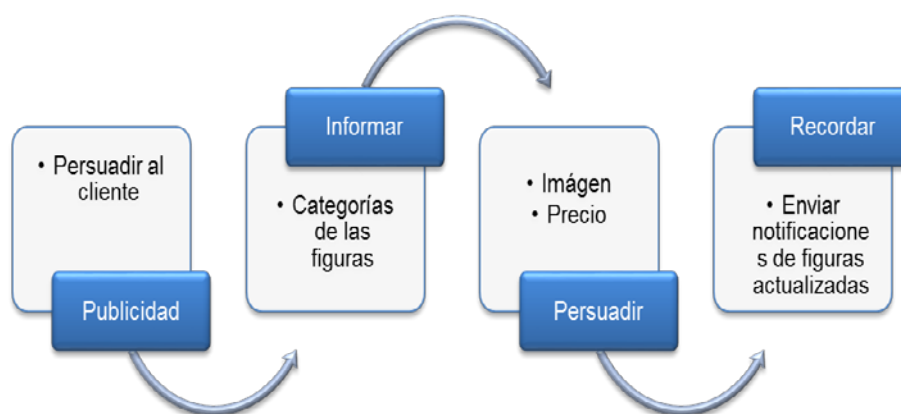 • Persuadir al
cliente
Publicidad
Informar
• Categorías
de las
figuras
• Imágen
• Precio
Persuadir
Recordar
• Enviar
notificacione
s de figuras
actualizadas